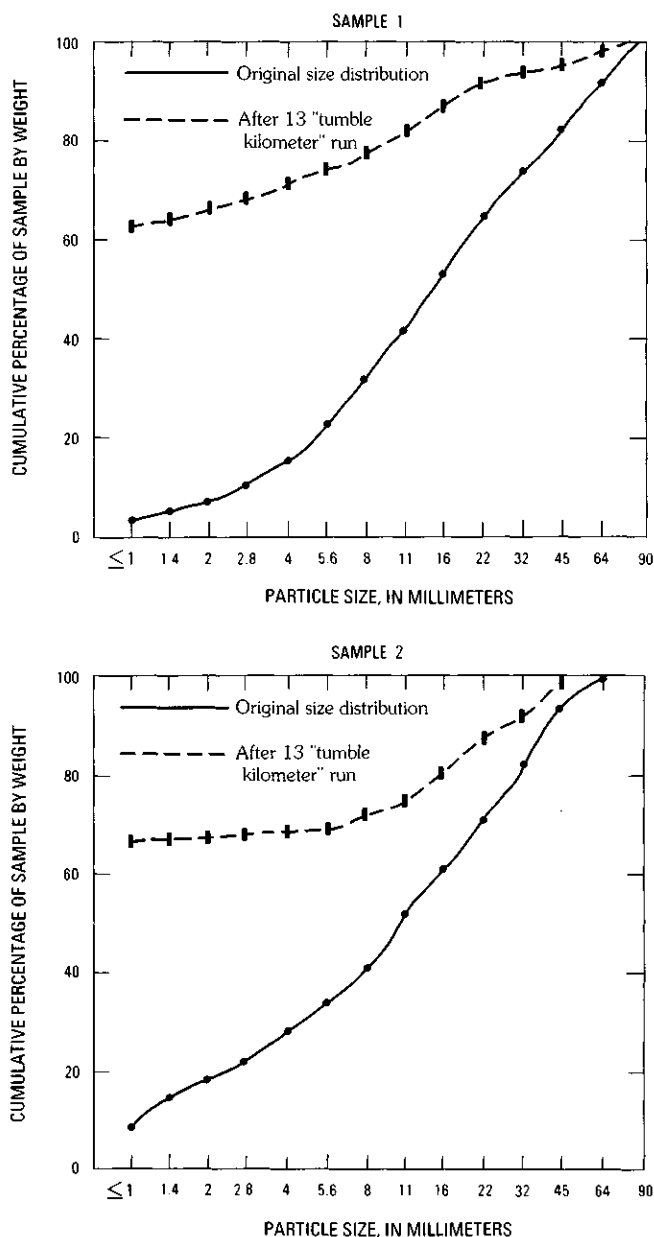 SAMPLE 1
CUMULATIVE PERCENTAGE OF SAMPLE BY WEIGHT
100
80
60
40
20
0
Original size distribution
After 13 "tumble
kilometer" run
≤1 1.4 2 2.8 4 5.6 8 11 16 22 32 45 64 90
PARTICLE SIZE, IN MILLIMETERS
SAMPLE 2
CUMULATIVE PERCENTAGE OF SAMPLE BY WEIGHT
100
80
60
40
20
0
Original size distribution
After 13 "tumble
kilometer" run
≤1 1.4 2 2.8 4 5.6 8 11 16 22 32 45 64 90
PARTICLE SIZE, IN MILLIMETERS